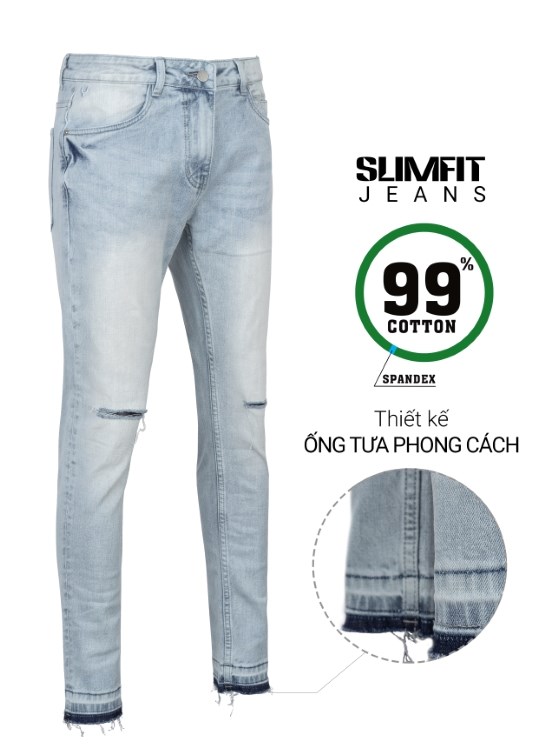 SLIMFIT
JEANS
99%
COTTON
SPANDEX
Thiết kế
ỐNG TƯA PHONG CÁCH